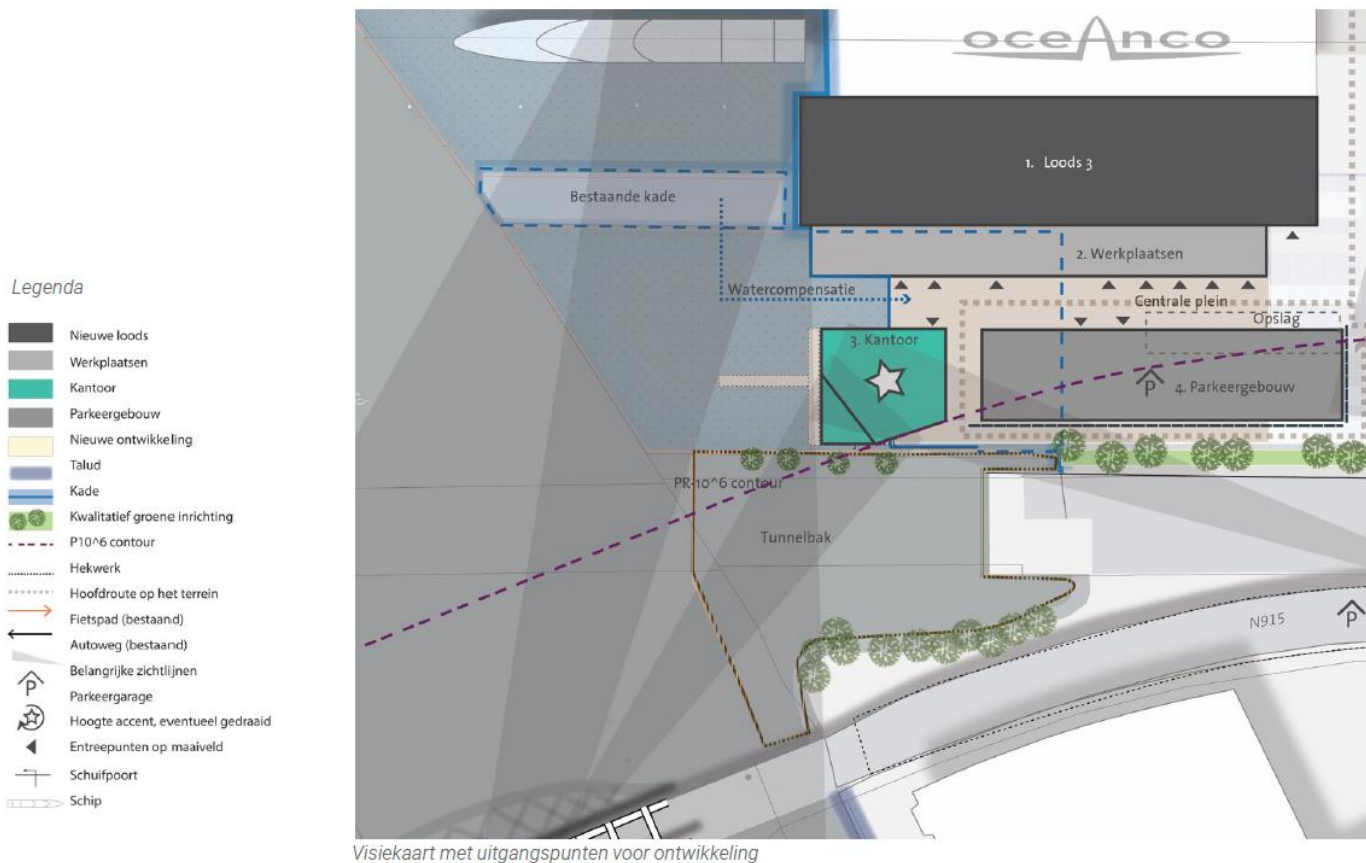 Legenda
Nieuwe loods
Werkplaatsen
Kantoor
Parkeergebouw
Nieuwe ontwikkeling
Talud
Kade
Kwalitatief groene inrichting
P10^6 contour
Hekwerk
Hoofdroute op het terrein
Fietspad (bestaand)
Autoweg (bestaand)
Belangrijke zichtlijnen
P
Parkeergarage
Hoogte accent, eventueel gedraaid
Entreepunten op maaiveld
Schuifpoort
Schip
oceAnco
1. Loods 3
Bestaande kade
2. Werkplaatsen
Watercompensatie
Centrale plein
Opslag
3. Kantoor
P
4. Parkeergebouw
PR-10^6 contour
Tunnelbak
N915
P
Visiekaart met uitgangspunten voor ontwikkeling